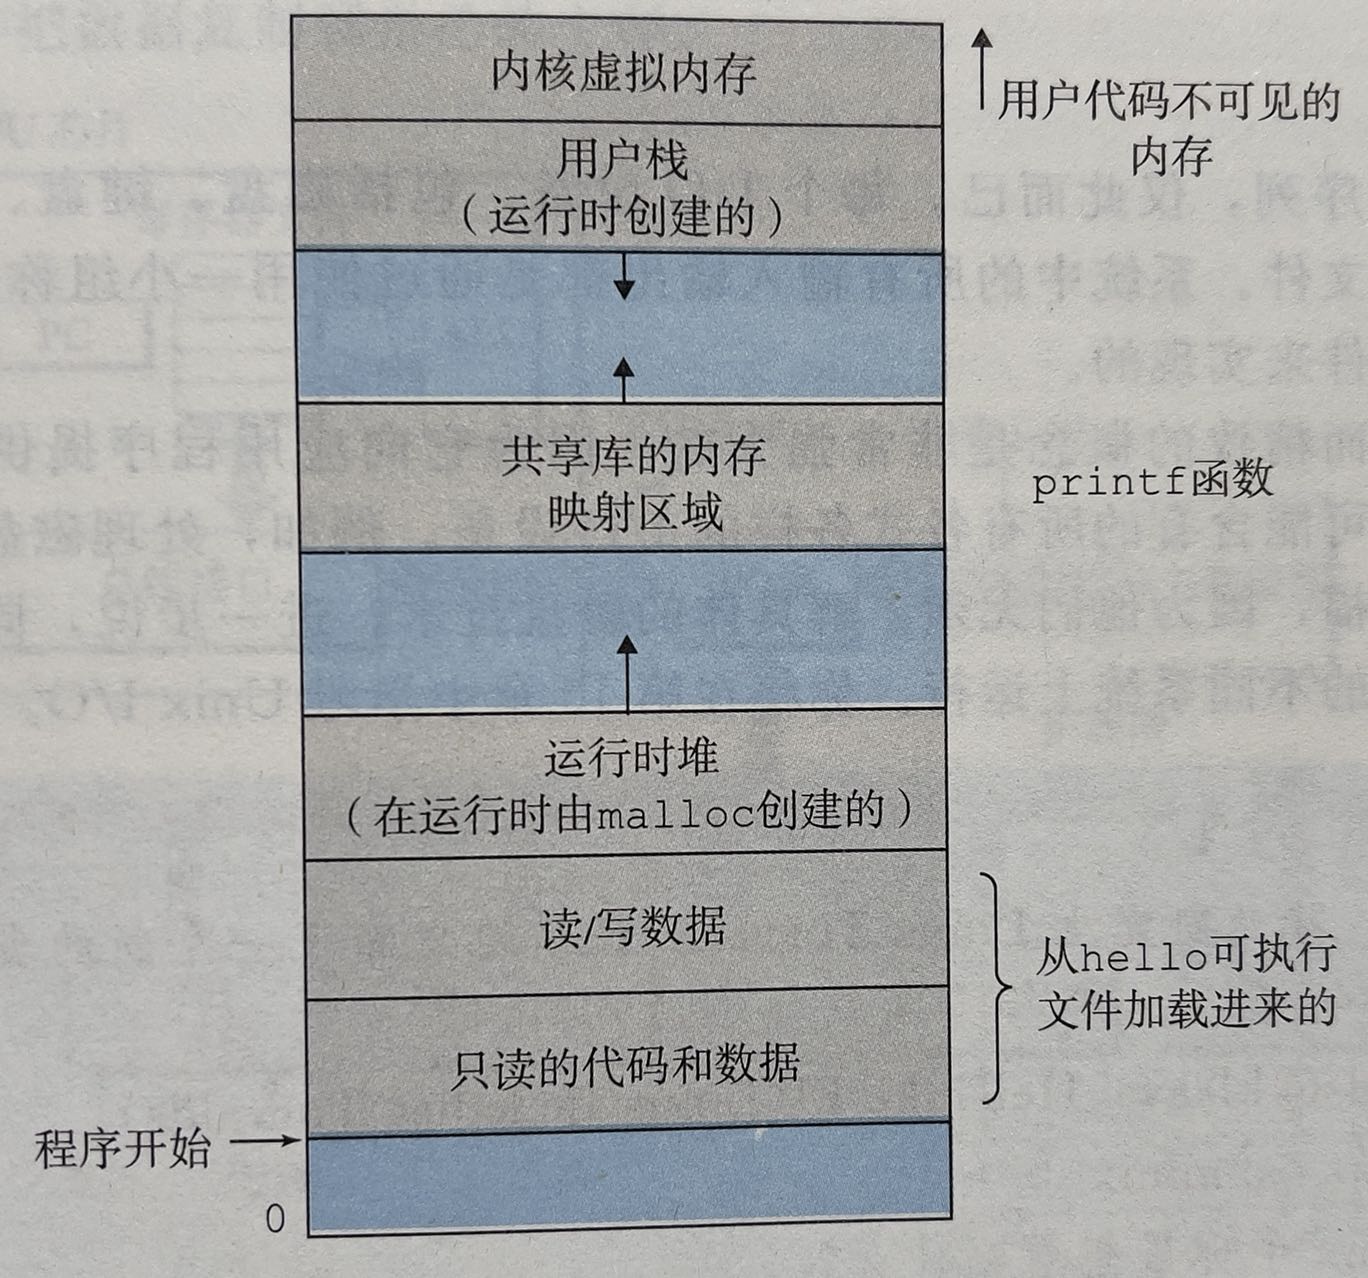 内核虚拟内存
用户代码不可见的
内存
用户栈
（运行时创建的）
共享库的内存
映射区域
printf函数
运行时堆
（在运行时由malloc创建的）
读/写数据
从hello可执行
文件加载进来的
只读的代码和数据
程序开始
0